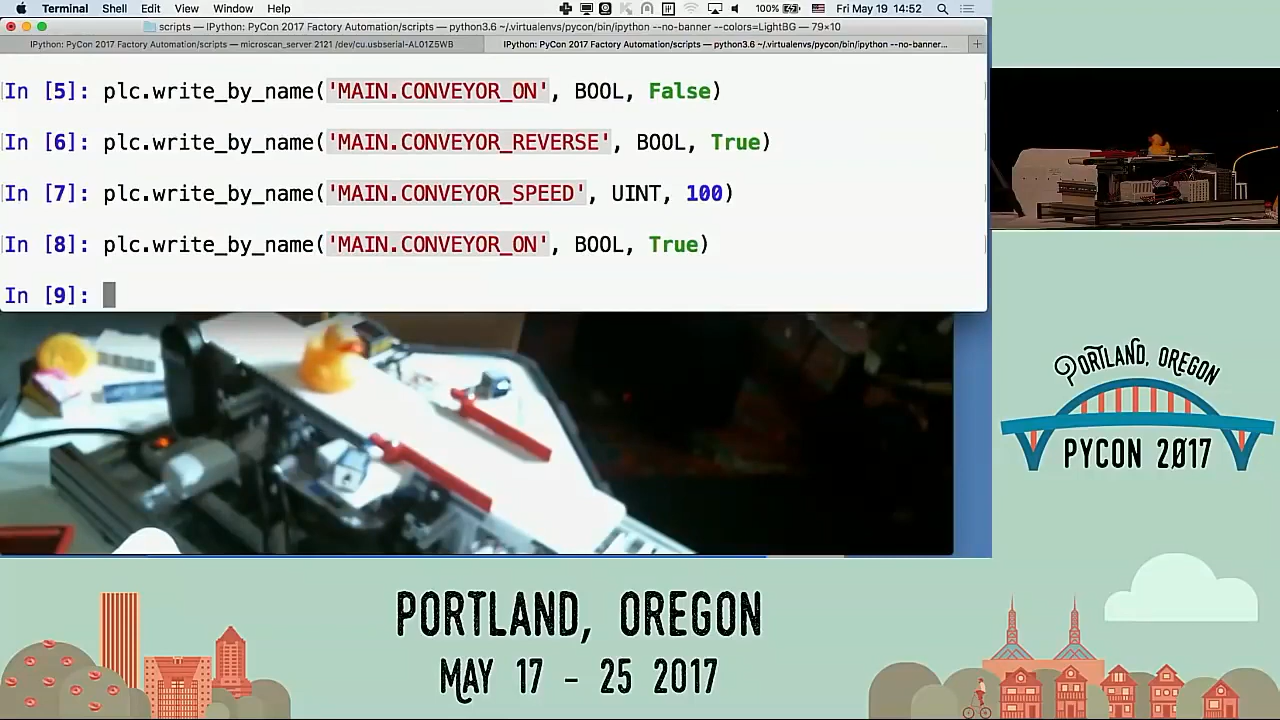 Terminal Shell Edit View Window Help 100% Fri May 19 14:52
scripts — IPython: PyCon 2017 Factory Automation/scripts — python3.6 ~/.virtualenvs/pycon/bin/ipython --no-banner --colors=LightBG — 79×10
IPython: PyCon 2017 Factory Automation/scripts — microscan_server 2121 /dev/cu.usbserial-AL01Z5WB
IPython: PyCon 2017 Factory Automation/scripts — python3.6 ~/.virtualenvs/pycon/bin/ipython --no-banner...
In [5]: plc.write_by_name('MAIN.CONVEYOR_ON', BOOL, False)
In [6]: plc.write_by_name('MAIN.CONVEYOR_REVERSE', BOOL, True)
In [7]: plc.write_by_name('MAIN.CONVEYOR_SPEED', UINT, 100)
In [8]: plc.write_by_name('MAIN.CONVEYOR_ON', BOOL, True)
In [9]:
PORTLAND, OREGON
PYCON 2017
PORTLAND, OREGON
MAY 17 - 25 2017